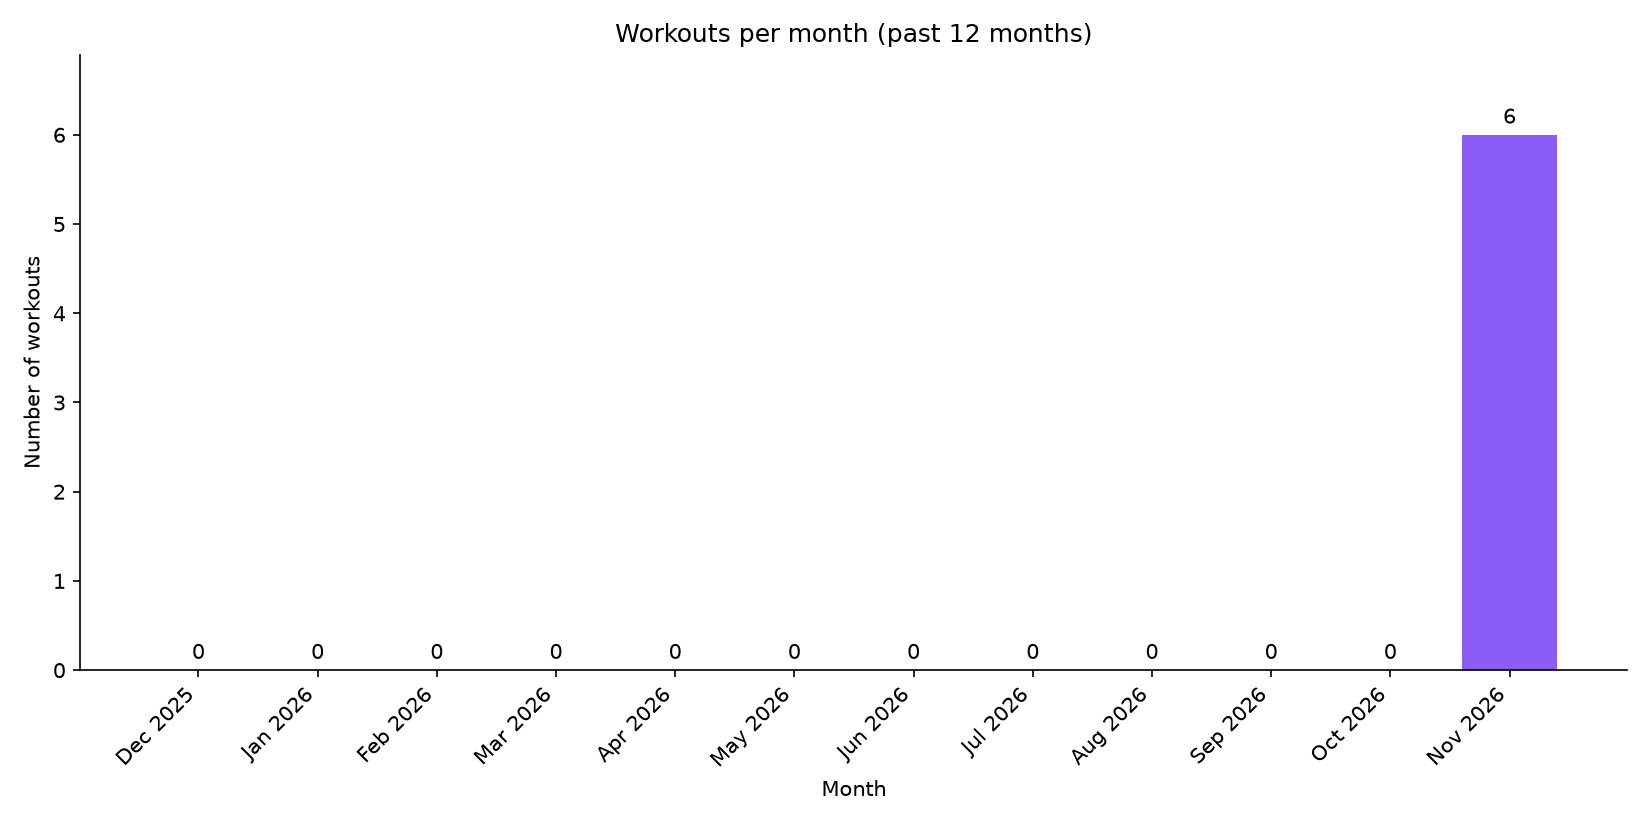 Workouts per month (past 12 months)
Number of workouts
6
5
4
3
2
1
0
0 0 0 0 0 0 0 0 0 0 0 6
Dec 2025
Jan 2026
Feb 2026
Mar 2026
Apr 2026
May 2026
Jun 2026
Jul 2026
Aug 2026
Sep 2026
Oct 2026
Nov 2026
Month